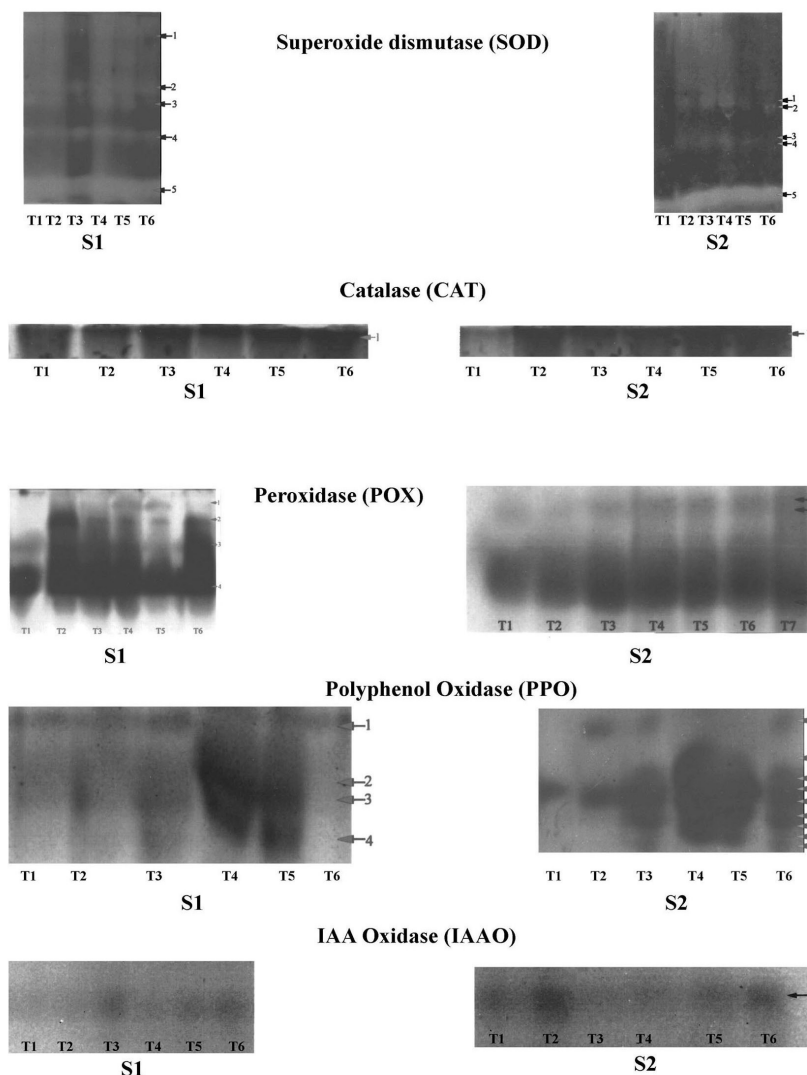 Superoxide dismutase (SOD)
1
2
3
4
5
T1 T2 T3 T4 T5 T6
S1
1
2
3
4
5
T1 T2 T3 T4 T5 T6
S2
Catalase (CAT)
1
T1 T2 T3 T4 T5 T6
S1
T1 T2 T3 T4 T5 T6
S2
Peroxidase (POX)
1
2
3
4
T1 T2 T3 T4 T5 T6
S1
T1 T2 T3 T4 T5 T6 T7
S2
Polyphenol Oxidase (PPO)
1
2
3
4
T1 T2 T3 T4 T5 T6
S1
T1 T2 T3 T4 T5 T6
S2
IAA Oxidase (IAAO)
T1 T2 T3 T4 T5 T6
S1
T1 T2 T3 T4 T5 T6
S2